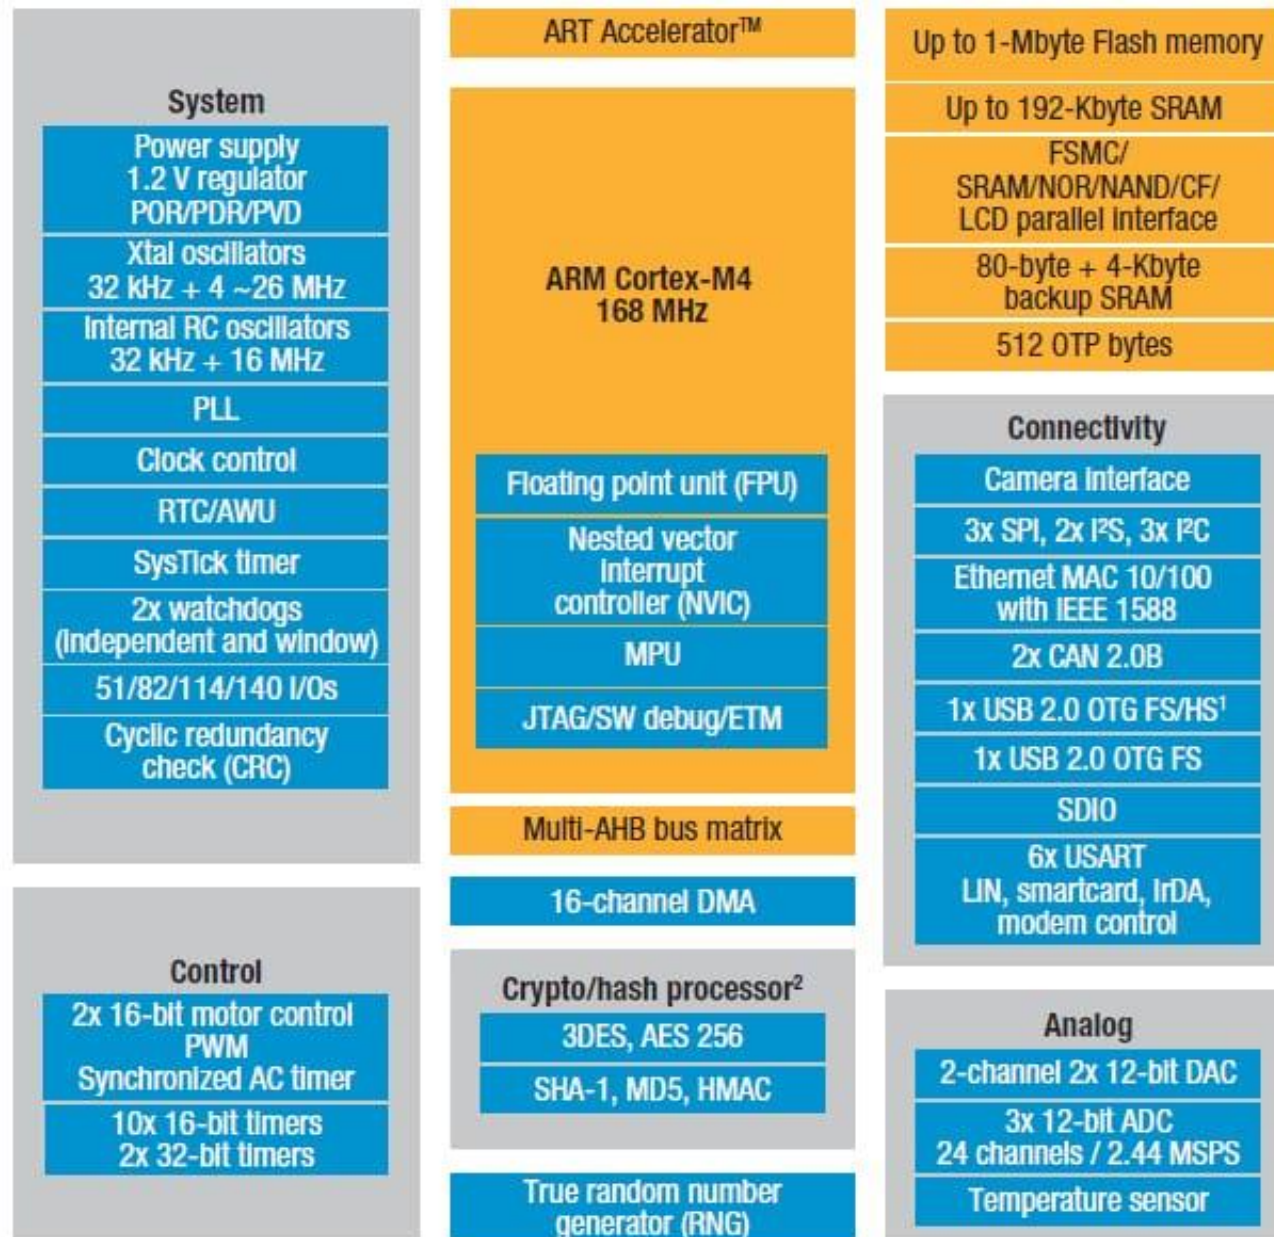 System
Power supply
1.2 V regulator
POR/PDR/PVD
Xtal oscillators
32 kHz + 4 ~26 MHz
Internal RC oscillators
32 kHz + 16 MHz
PLL
Clock control
RTC/AWU
SysTick timer
2x watchdogs
(independent and window)
51/82/114/140 I/Os
Cyclic redundancy
check (CRC)
Control
2x 16-bit motor control
PWM
Synchronized AC timer
10x 16-bit timers
2x 32-bit timers
ART Accelerator™
ARM Cortex-M4
168 MHz
Floating point unit (FPU)
Nested vector
interrupt
controller (NVIC)
MPU
JTAG/SW debug/ETM
Multi-AHB bus matrix
16-channel DMA
Crypto/hash processor²
3DES, AES 256
SHA-1, MD5, HMAC
True random number
generator (RNG)
Up to 1-Mbyte Flash memory
Up to 192-Kbyte SRAM
FSMC/
SRAM/NOR/NAND/CF/
LCD parallel interface
80-byte + 4-Kbyte
backup SRAM
512 OTP bytes
Connectivity
Camera interface
3x SPI, 2x I²S, 3x I²C
Ethernet MAC 10/100
with IEEE 1588
2x CAN 2.0B
1x USB 2.0 OTG FS/HS¹
1x USB 2.0 OTG FS
SDIO
6x USART
LIN, smartcard, IrDA,
modem control
Analog
2-channel 2x 12-bit DAC
3x 12-bit ADC
24 channels / 2.44 MSPS
Temperature sensor